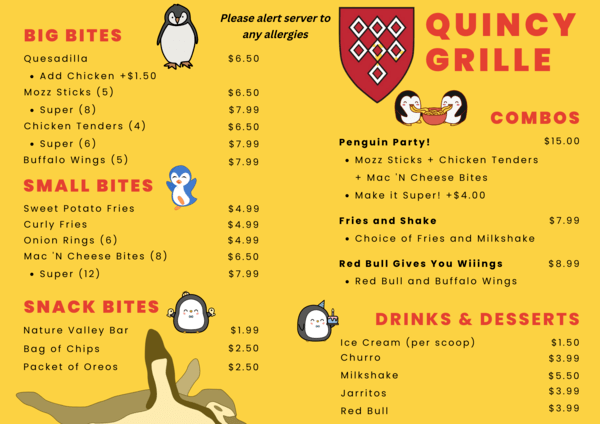 Please alert server to
any allergies
BIG BITES
Quesadilla $6.50
• Add Chicken +$1.50
Mozz Sticks (5) $6.50
• Super (8) $7.99
Chicken Tenders (4) $6.50
• Super (6) $7.99
Buffalo Wings (5) $7.99
SMALL BITES
Sweet Potato Fries $4.99
Curly Fries $4.99
Onion Rings (6) $4.99
Mac 'N Cheese Bites (8) $6.50
• Super (12) $7.99
SNACK BITES
Nature Valley Bar $1.99
Bag of Chips $2.50
Packet of Oreos $2.50
QUINCY
GRILLE
COMBOS
Penguin Party! $15.00
• Mozz Sticks + Chicken Tenders
+ Mac 'N Cheese Bites
• Make it Super! +$4.00
Fries and Shake $7.99
• Choice of Fries and Milkshake
Red Bull Gives You Wiiings $8.99
• Red Bull and Buffalo Wings
DRINKS & DESSERTS
Ice Cream (per scoop) $1.50
Churro $3.99
Milkshake $5.50
Jarritos $3.99
Red Bull $3.99